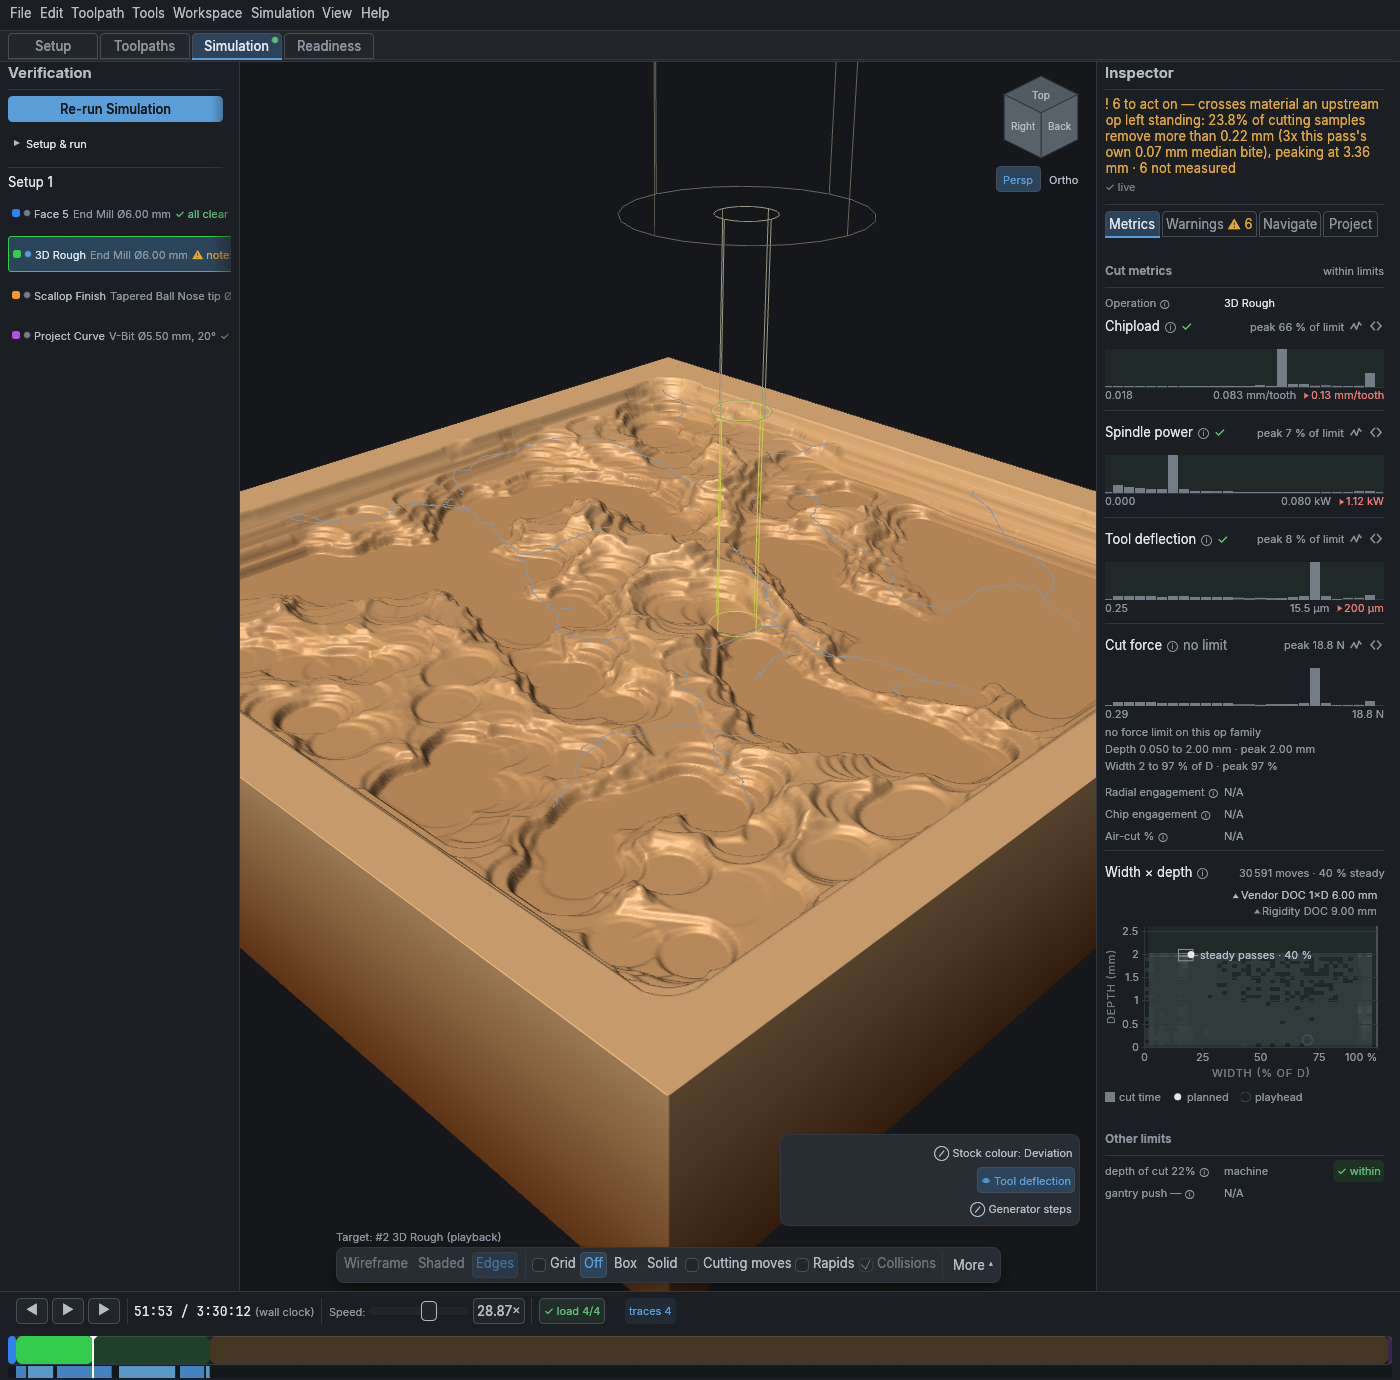 File Edit Toolpath Tools Workspace Simulation View Help
Setup Toolpaths Simulation Readiness
Verification
Re-run Simulation
Setup & run
Setup 1
Face 5 End Mill Ø6.00 mm ✓ all clear
3D Rough End Mill Ø6.00 mm ⚠ note
Scallop Finish Tapered Ball Nose tip Ø
Project Curve V-Bit Ø5.50 mm, 20° ✓
Top
Right Back
Persp Ortho
Stock colour: Deviation
Tool deflection
Generator steps
Target: #2 3D Rough (playback)
Wireframe Shaded Edges Grid Off Box Solid Cutting moves Rapids Collisions More
Inspector
! 6 to act on — crosses material an upstream
op left standing: 23.8% of cutting samples
remove more than 0.22 mm (3x this pass's
own 0.07 mm median bite), peaking at 3.36
mm · 6 not measured
✓ live
Metrics Warnings ⚠ 6 Navigate Project
Cut metrics within limits
Operation 3D Rough
Chipload ✓ peak 66 % of limit
0.018 0.083 mm/tooth 0.13 mm/tooth
Spindle power ✓ peak 7 % of limit
0.000 0.080 kW 1.12 kW
Tool deflection ✓ peak 8 % of limit
0.25 15.5 µm 200 µm
Cut force no limit peak 18.8 N
0.29 18.8 N
no force limit on this op family
Depth 0.050 to 2.00 mm · peak 2.00 mm
Width 2 to 97 % of D · peak 97 %
Radial engagement N/A
Chip engagement N/A
Air-cut % N/A
Width × depth 30 591 moves · 40 % steady
Vendor DOC 1×D 6.00 mm
Rigidity DOC 9.00 mm
2.5
2
1.5
1
0.5
0
DEPTH (mm)
steady passes · 40 %
0 25 50 75 100 %
WIDTH (% OF D)
cut time planned playhead
Other limits
depth of cut 22% machine ✓ within
gantry push — N/A
51:53 / 3:30:12 (wall clock) Speed: 28.87× ✓ load 4/4 traces 4